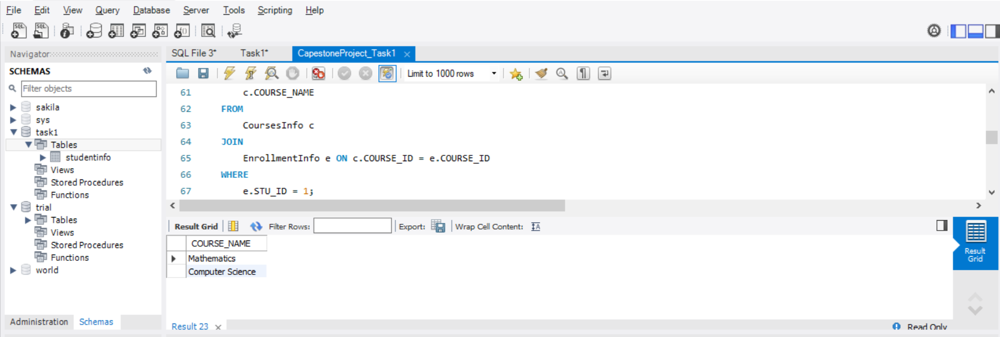 File Edit View Query Database Server Tools Scripting Help
Navigator
SCHEMAS
Filter objects
sakila
sys
task1
Tables
studentinfo
Views
Stored Procedures
Functions
trial
Tables
Views
Stored Procedures
Functions
world
Administration Schemas
SQL File 3* Task1* CapestoneProject_Task1
Limit to 1000 rows
61 c.COURSE_NAME
62 FROM
63 CoursesInfo c
64 JOIN
65 EnrollmentInfo e ON c.COURSE_ID = e.COURSE_ID
66 WHERE
67 e.STU_ID = 1;
Result Grid Filter Rows: Export: Wrap Cell Content:
COURSE_NAME
Mathematics
Computer Science
Result
Grid
Result 23
Read Only